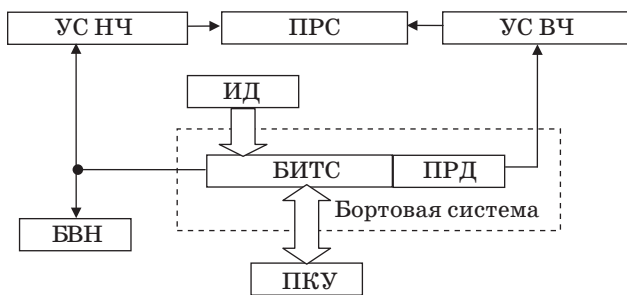 УС НЧ
ПРС
УС ВЧ
ИД
БИТС
ПРД
Бортовая система
БВН
ПКУ